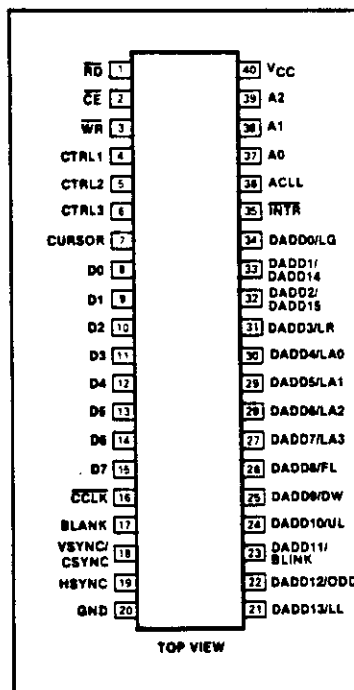 RD 1 40 VCC
CE 2 39 A2
WR 3 38 A1
CTRL1 4 37 A0
CTRL2 5 36 ACLL
CTRL3 6 35 INTR
CURSOR 7 34 DADD0/LG
D0 8 33 DADD1/
DADD14
D1 9 32 DADD2/
DADD15
D2 10 31 DADD3/LR
D3 11 30 DADD4/LA0
D4 12 29 DADD5/LA1
D5 13 28 DADD6/LA2
D6 14 27 DADD7/LA3
D7 15 26 DADD8/FL
CCLK 16 25 DADD9/DW
BLANK 17 24 DADD10/UL
VSYNC/
CSYNC 18 23 DADD11/
BLINK
HSYNC 19 22 DADD12/ODD
GND 20 21 DADD13/LL
TOP VIEW